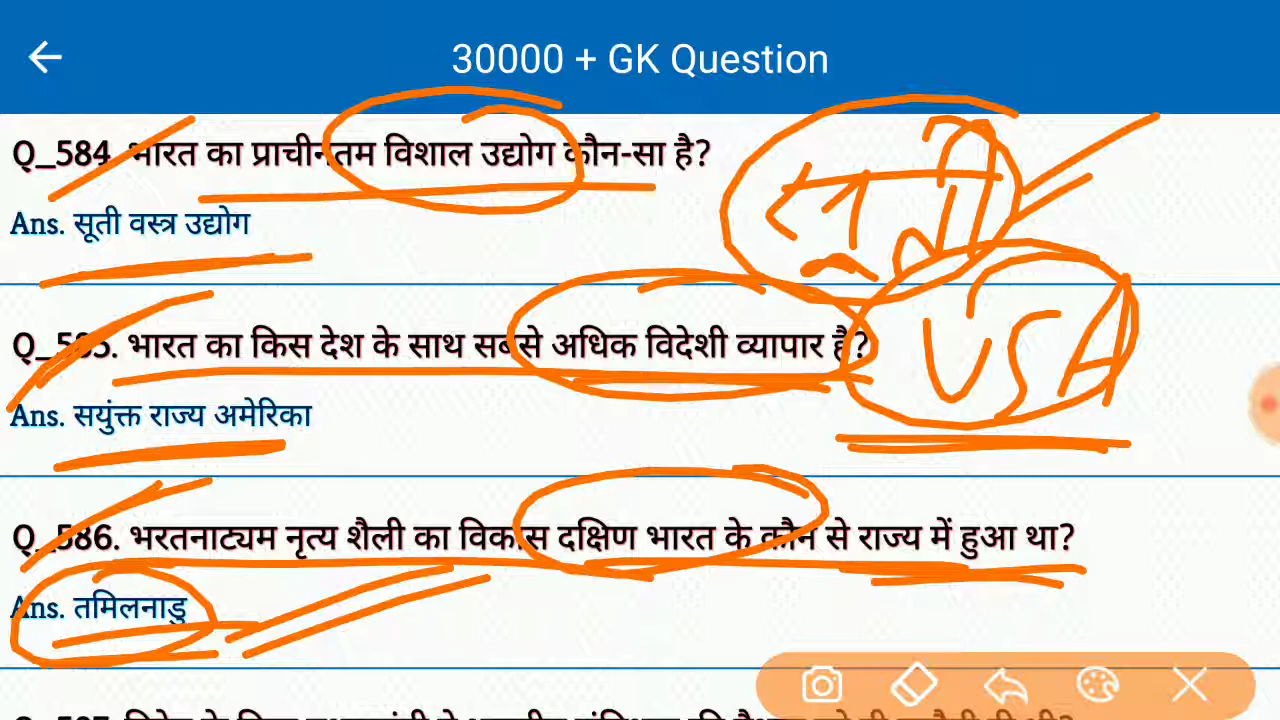 30000 + GK Question
Q_584. भारत का प्राचीनतम विशाल उद्योग कौन-सा है?
सूती
Ans. सूती वस्त्र उद्योग
Q_585. भारत का किस देश के साथ सबसे अधिक विदेशी व्यापार है?
USA
Ans. सयुंक्त राज्य अमेरिका
Q_586. भरतनाट्यम नृत्य शैली का विकास दक्षिण भारत के कौन से राज्य में हुआ था?
Ans. तमिलनाडु